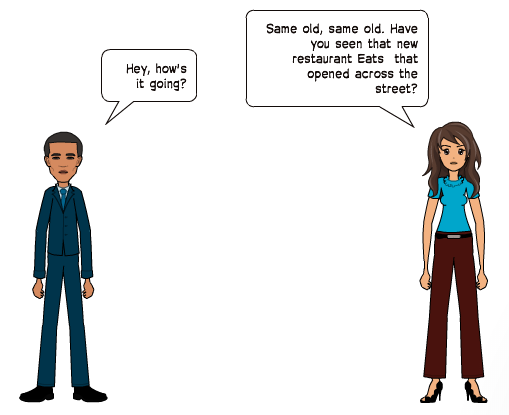 Hey, how's
it going?
Same old, same old. Have
you seen that new
restaurant Eats that
opened across the
street?